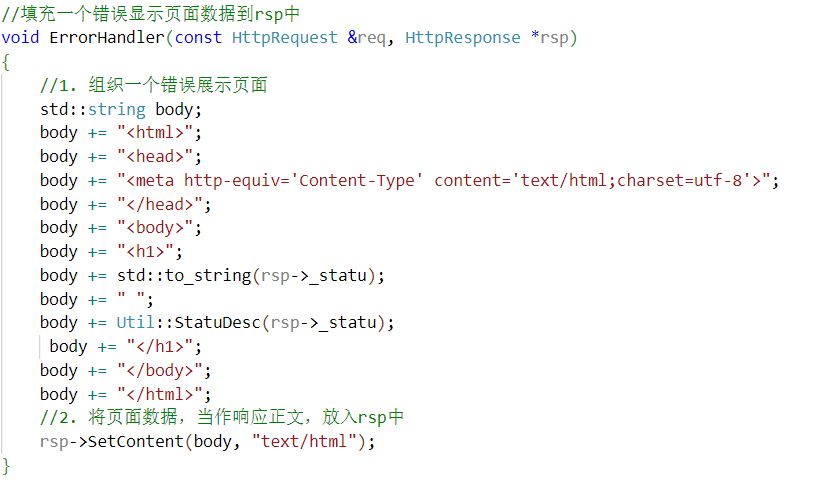 //填充一个错误显示页面数据到rsp中
void ErrorHandler(const HttpRequest &req, HttpResponse *rsp)
{
    //1. 组织一个错误展示页面
    std::string body;
    body += "<html>";
    body += "<head>";
    body += "<meta http-equiv='Content-Type' content='text/html;charset=utf-8'>";
    body += "</head>";
    body += "<body>";
    body += "<h1>";
    body += std::to_string(rsp->_statu);
    body += " ";
    body += Util::StatuDesc(rsp->_statu);
     body += "</h1>";
    body += "</body>";
    body += "</html>";
    //2. 将页面数据，当作响应正文，放入rsp中
    rsp->SetContent(body, "text/html");
}